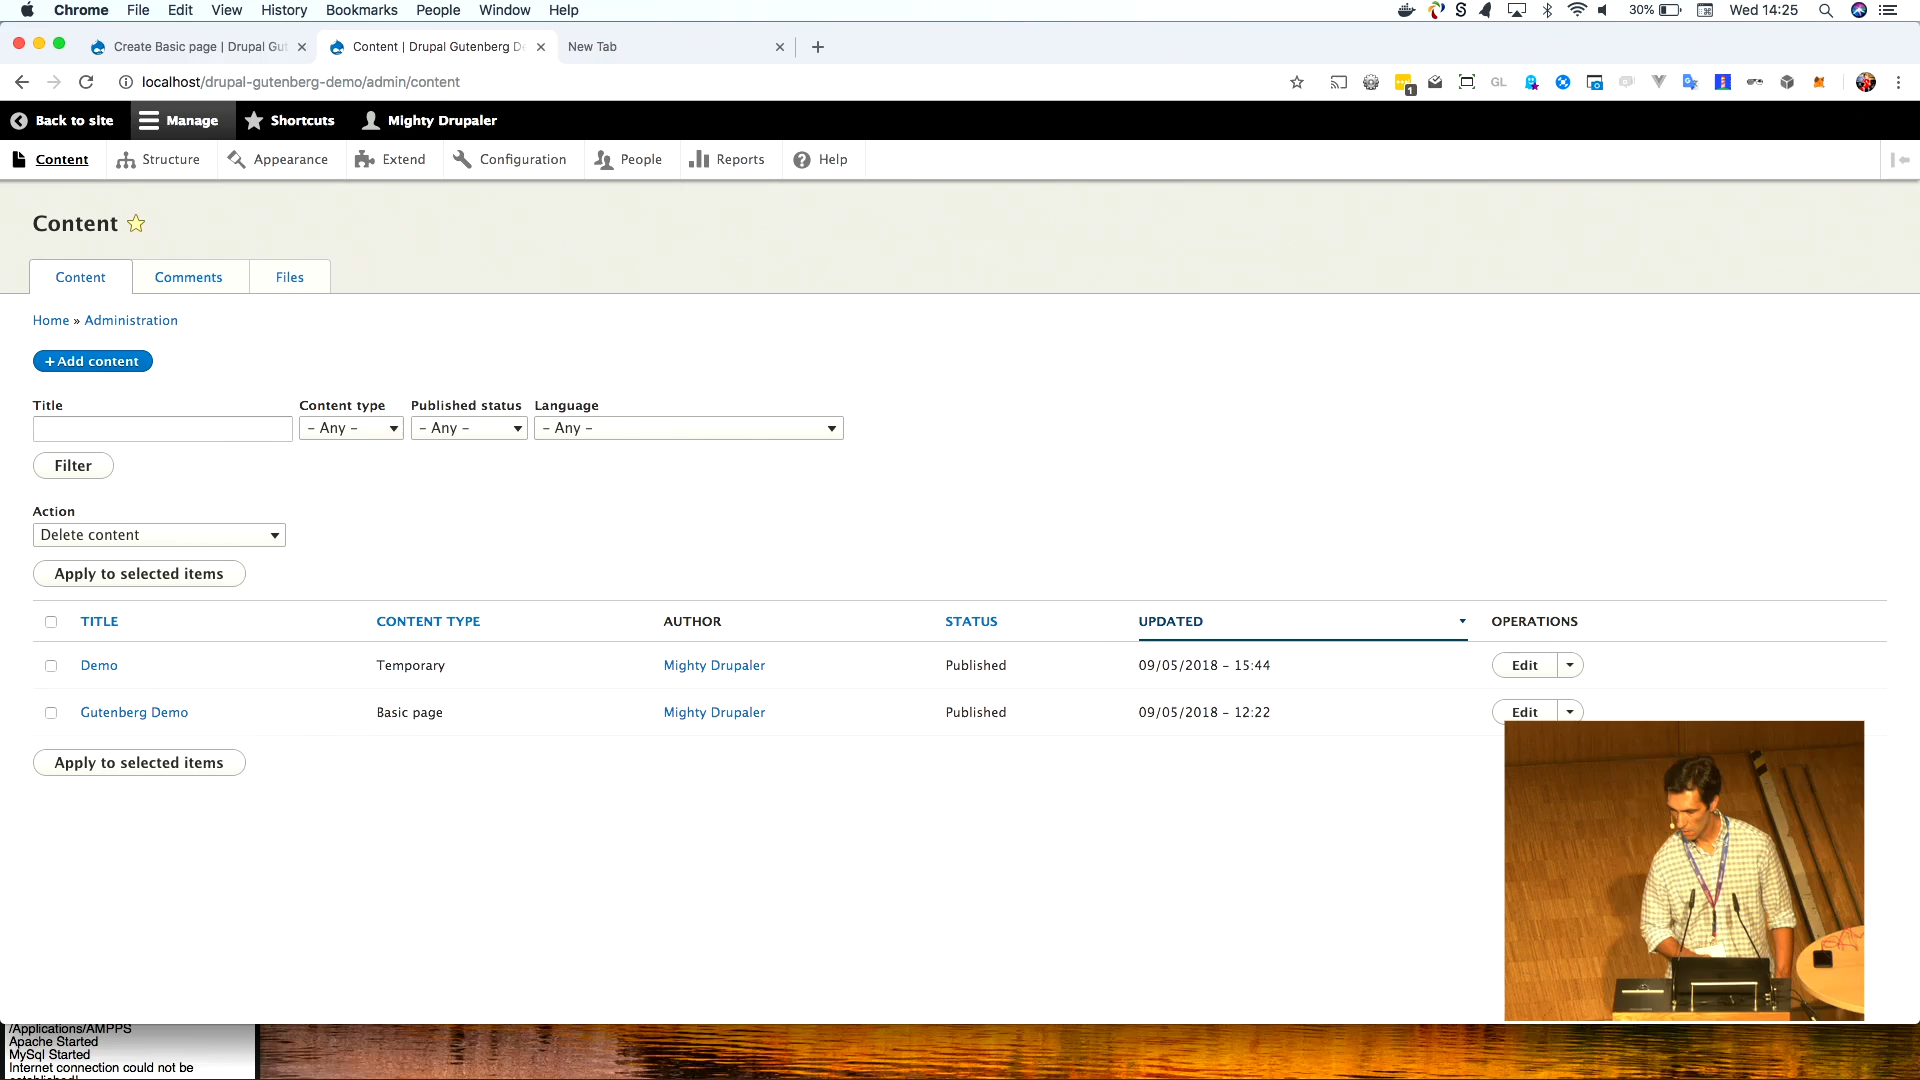 Chrome File Edit View History Bookmarks People Window Help 30% Wed 14:25
Create Basic page | Drupal Gut Content | Drupal Gutenberg De New Tab
localhost/drupal-gutenberg-demo/admin/content GL 1
Back to site Manage Shortcuts Mighty Drupaler
Content Structure Appearance Extend Configuration People Reports Help
Content
Content Comments Files
Home » Administration
+ Add content
Title Content type Published status Language
- Any - - Any - - Any -
Filter
Action
Delete content
Apply to selected items
TITLE CONTENT TYPE AUTHOR STATUS UPDATED OPERATIONS
Demo Temporary Mighty Drupaler Published 09/05/2018 - 15:44 Edit
Gutenberg Demo Basic page Mighty Drupaler Published 09/05/2018 - 12:22 Edit
Apply to selected items
/Applications/AMPPS
Apache Started
MySql Started
Internet connection could not be